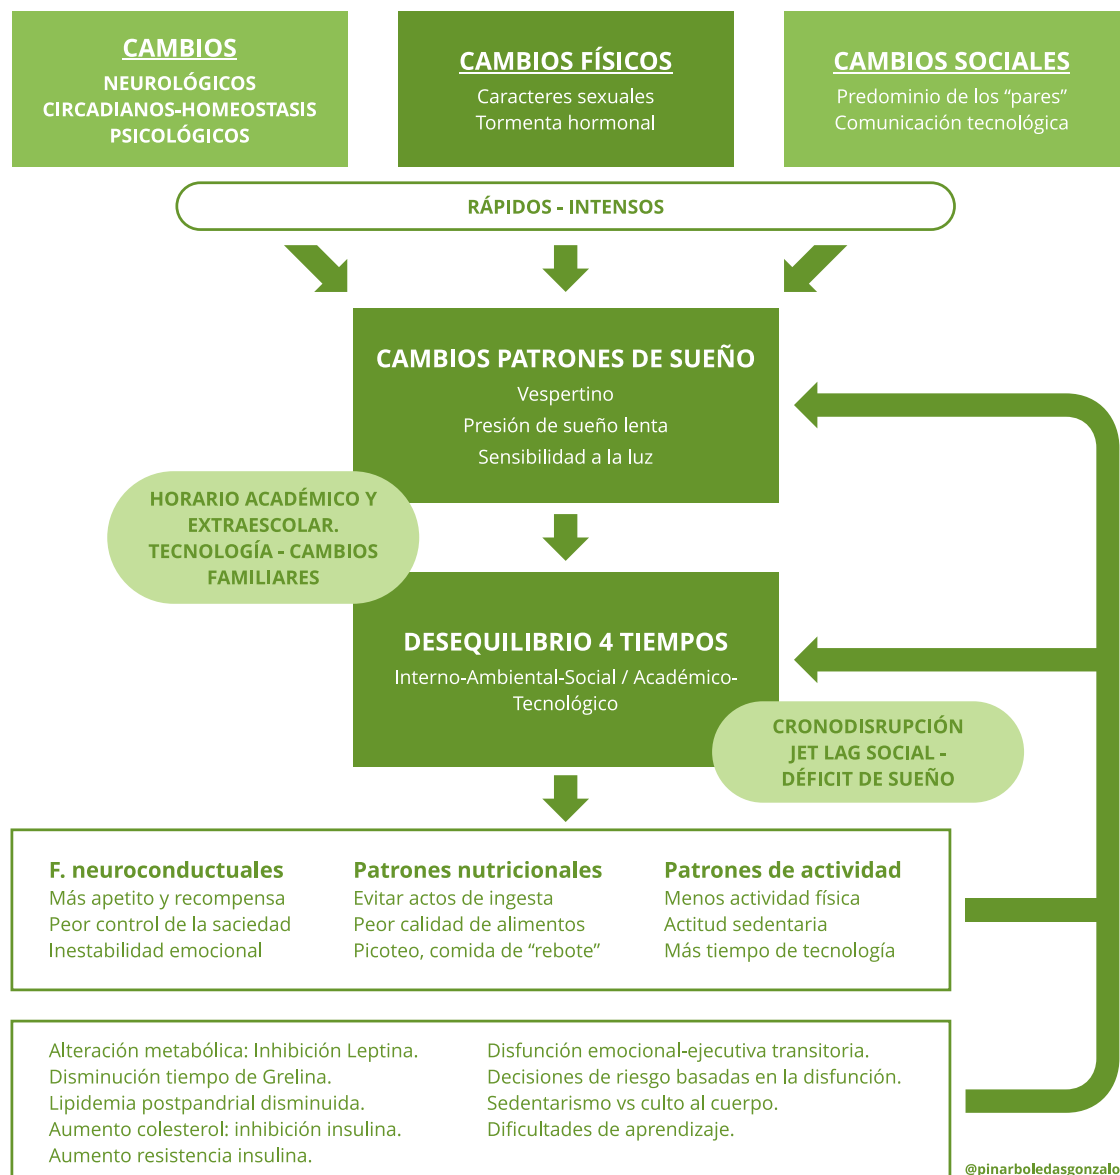 CAMBIOS
NEUROLÓGICOS
CIRCADIANOS-HOMEOSTASIS
PSICOLÓGICOS
CAMBIOS FÍSICOS
Caracteres sexuales
Tormenta hormonal
CAMBIOS SOCIALES
Predominio de los “pares”
Comunicación tecnológica
RÁPIDOS - INTENSOS
CAMBIOS PATRONES DE SUEÑO
Vespertino
Presión de sueño lenta
Sensibilidad a la luz
HORARIO ACADÉMICO Y
EXTRAESCOLAR.
TECNOLOGÍA - CAMBIOS
FAMILIARES
DESEQUILIBRIO 4 TIEMPOS
Interno-Ambiental-Social / Académico-
Tecnológico
CRONODISRUPCIÓN
JET LAG SOCIAL -
DÉFICIT DE SUEÑO
F. neuroconductuales
Más apetito y recompensa
Peor control de la saciedad
Inestabilidad emocional
Patrones nutricionales
Evitar actos de ingesta
Peor calidad de alimentos
Picoteo, comida de “rebote”
Patrones de actividad
Menos actividad física
Actitud sedentaria
Más tiempo de tecnología
Alteración metabólica: Inhibición Leptina.
Disminución tiempo de Grelina.
Lipidemia postpandrial disminuida.
Aumento colesterol: inhibición insulina.
Aumento resistencia insulina.
Disfunción emocional-ejecutiva transitoria.
Decisiones de riesgo basadas en la disfunción.
Sedentarismo vs culto al cuerpo.
Dificultades de aprendizaje.
@pinarboledasgonzalo